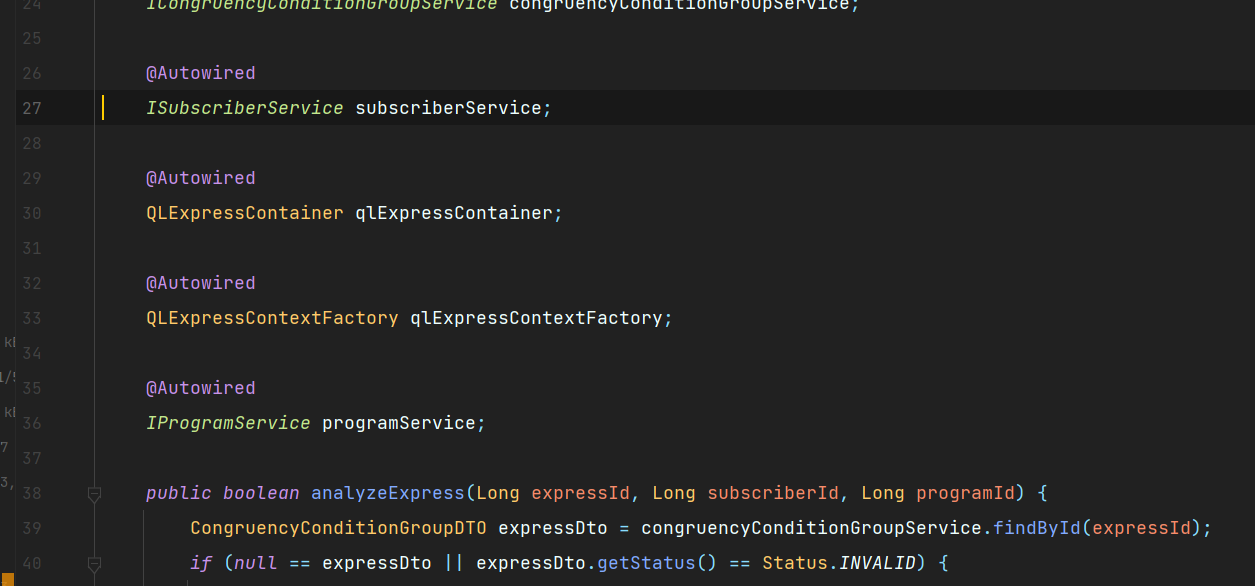 24 ICongruencyConditionGroupService congruencyConditionGroupService;
25
26 @Autowired
27 ISubscriberService subscriberService;
28
29 @Autowired
30 QLExpressContainer qlExpressContainer;
31
32 @Autowired
33 QLExpressContextFactory qlExpressContextFactory;
34
35 @Autowired
36 IProgramService programService;
37
38 public boolean analyzeExpress(Long expressId, Long subscriberId, Long programId) {
39 CongruencyConditionGroupDTO expressDto = congruencyConditionGroupService.findById(expressId);
40 if (null == expressDto || expressDto.getStatus() == Status.INVALID) {